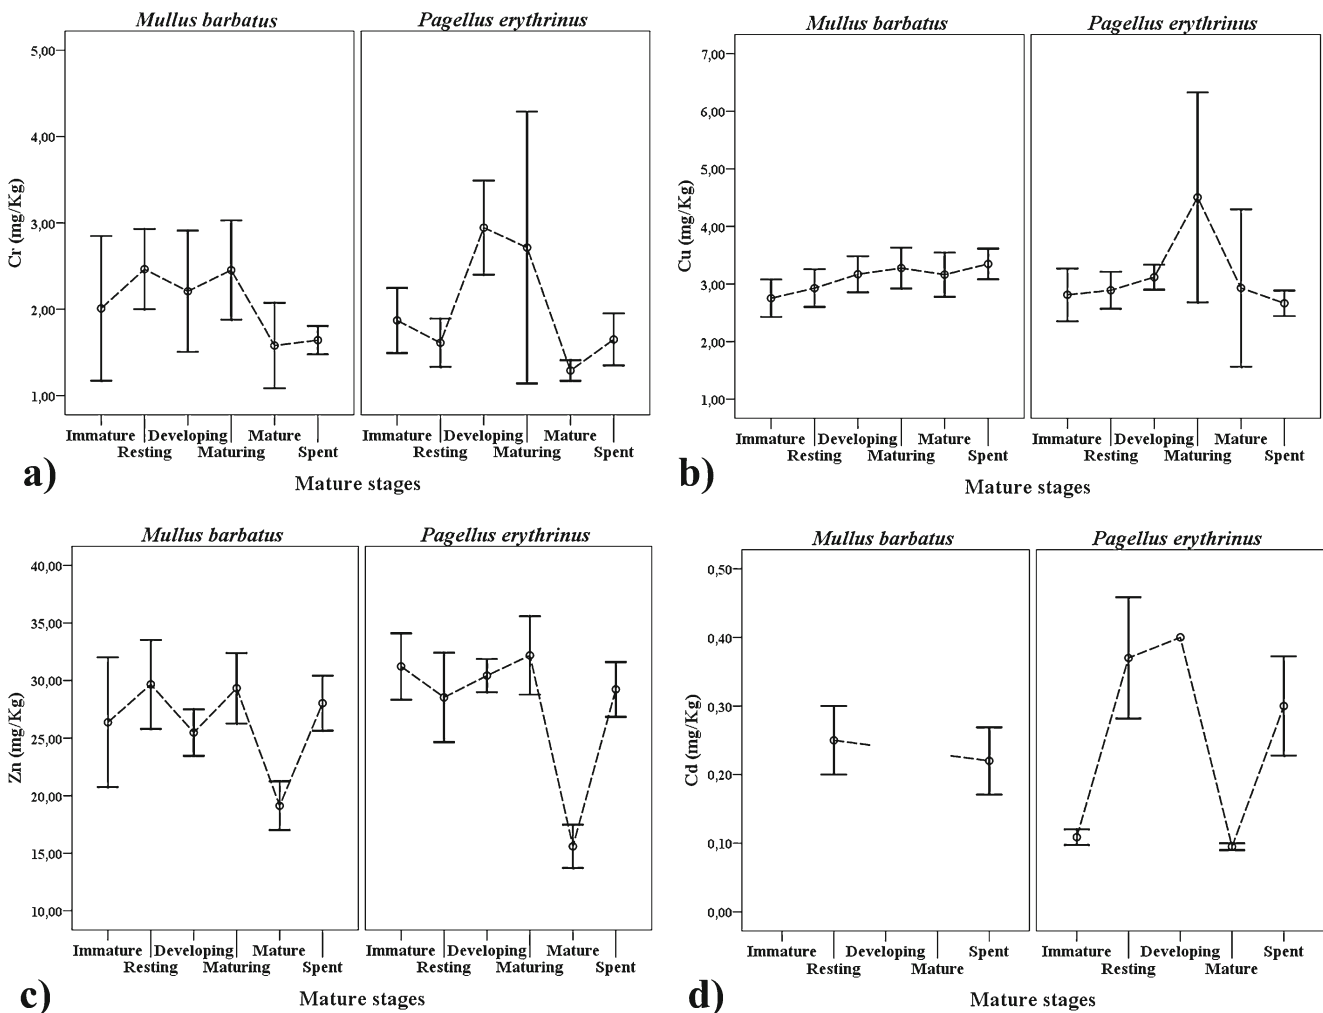 Mullus barbatus
Pagellus erythrinus
5,00
4,00
3,00
2,00
1,00
Cr (mg/Kg)
Immature
Resting
Developing
Maturing
Mature
Spent
Immature
Resting
Developing
Maturing
Mature
Spent
a)
Mature stages
Mullus barbatus
Pagellus erythrinus
7,00
6,00
5,00
4,00
3,00
2,00
1,00
Cu (mg/Kg)
Immature
Resting
Developing
Maturing
Mature
Spent
Immature
Resting
Developing
Maturing
Mature
Spent
b)
Mature stages
Mullus barbatus
Pagellus erythrinus
40,00
35,00
30,00
25,00
20,00
15,00
10,00
Zn (mg/Kg)
Immature
Resting
Developing
Maturing
Mature
Spent
Immature
Resting
Developing
Maturing
Mature
Spent
c)
Mature stages
Mullus barbatus
Pagellus erythrinus
0,50
0,40
0,30
0,20
0,10
0,00
Cd (mg/Kg)
Immature
Resting
Developing
Mature
Spent
Immature
Resting
Developing
Mature
Spent
d)
Mature stages